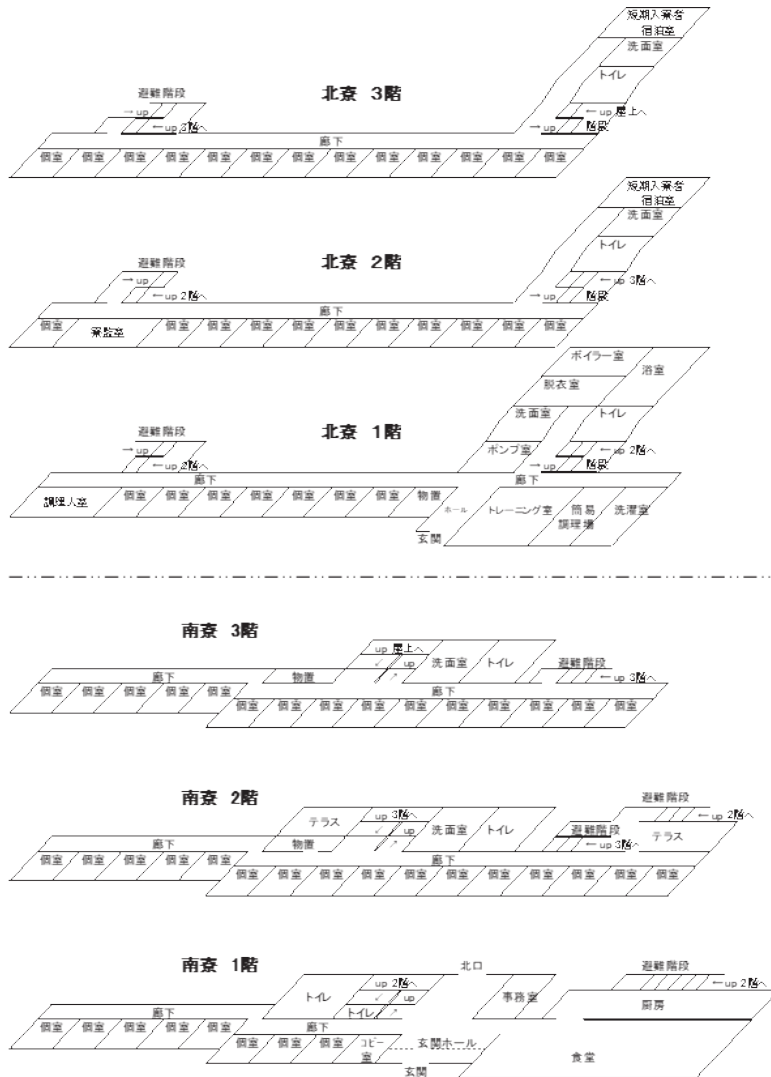 短期入寮者
宿泊室
洗面室
トイレ
避難階段
北寮 3階
→ up
← up 3階へ
← up 屋上へ
→ up 階段
廊下
個室 個室 個室 個室 個室 個室 個室 個室 個室 個室 個室 個室 個室
短期入寮者
宿泊室
洗面室
トイレ
避難階段
北寮 2階
→ up
← up 2階へ
← up 3階へ
→ up 階段
廊下
個室 寮監室 個室 個室 個室 個室 個室 個室 個室 個室 個室 個室
ボイラー室
浴室
脱衣室
洗面室 トイレ
避難階段
北寮 1階
ポンプ室
→ up
← up 2階へ
← up 2階へ
→ up 階段
廊下 廊下
調理人室 個室 個室 個室 個室 個室 個室 個室 物置 ホール トレーニング室 簡易
調理場 洗濯室
玄関
南寮 3階
up 屋上へ
up 洗面室 トイレ 避難階段
← up 3階へ
廊下 物置
廊下
個室 個室 個室 個室 個室
個室 個室 個室 個室 個室 個室 個室 個室 個室 個室 個室
南寮 2階
避難階段
テラス up 3階へ
← up 2階へ
up 洗面室 トイレ 避難階段 テラス
← up 3階へ
廊下 物置
廊下
個室 個室 個室 個室 個室
個室 個室 個室 個室 個室 個室 個室 個室 個室 個室 個室
南寮 1階
北口
避難階段
up 2階へ
← up 2階へ
トイレ up 事務室 厨房
トイレ
廊下
廊下
個室 個室 個室 個室 個室
個室 個室 個室 コピー
室 玄関ホール
食堂
玄関